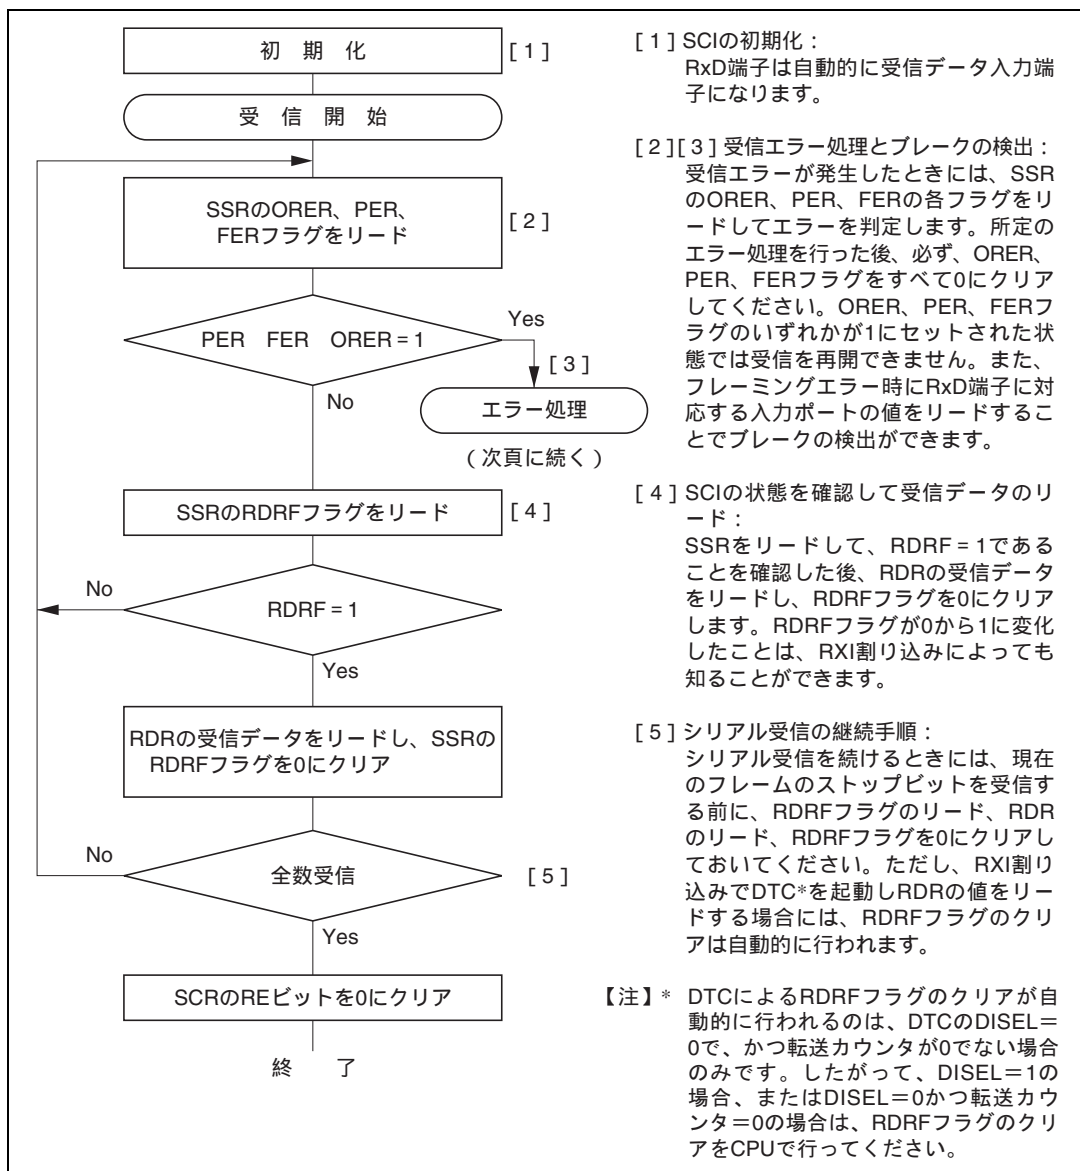 初 期 化
[ 1 ]
受 信 開 始
SSRのORER、PER、
FERフラグをリード
[ 2 ]
PER FER ORER = 1
Yes
[ 3 ]
No
エラー処理
( 次頁に続く )
SSRのRDRFフラグをリード
[ 4 ]
No
RDRF = 1
Yes
RDRの受信データをリードし、SSRの
RDRFフラグを0にクリア
No
全数受信
[ 5 ]
Yes
SCRのREビットを0にクリア
終 了
[ 1 ] SCIの初期化：
RxD端子は自動的に受信データ入力端
子になります。
[ 2 ][ 3 ] 受信エラー処理とブレークの検出：
受信エラーが発生したときには、SSR
のORER、PER、FERの各フラグをリ
ードしてエラーを判定します。所定の
エラー処理を行った後、必ず、ORER、
PER、FERフラグをすべて0にクリア
してください。ORER、PER、FERフ
ラグのいずれかが1にセットされた状
態では受信を再開できません。また、
フレーミングエラー時にRxD端子に対
応する入力ポートの値をリードするこ
とでブレークの検出ができます。
[ 4 ] SCIの状態を確認して受信データのリ
ード：
SSRをリードして、RDRF = 1である
ことを確認した後、RDRの受信データ
をリードし、RDRFフラグを0にクリア
します。RDRFフラグが0から1に変化
したことは、RXI割り込みによっても
知ることができます。
[ 5 ] シリアル受信の継続手順：
シリアル受信を続けるときには、現在
のフレームのストップビットを受信す
る前に、RDRFフラグのリード、RDR
のリード、RDRFフラグを0にクリアし
ておいてください。ただし、RXI割り
込みでDTC*を起動しRDRの値をリー
ドする場合には、RDRFフラグのクリ
アは自動的に行われます。
【注】* DTCによるRDRFフラグのクリアが自
動的に行われるのは、DTCのDISEL＝
0で、かつ転送カウンタが0でない場合
のみです。したがって、DISEL＝1の
場合、またはDISEL＝0かつ転送カウ
ンタ＝0の場合は、RDRFフラグのクリ
アをCPUで行ってください。